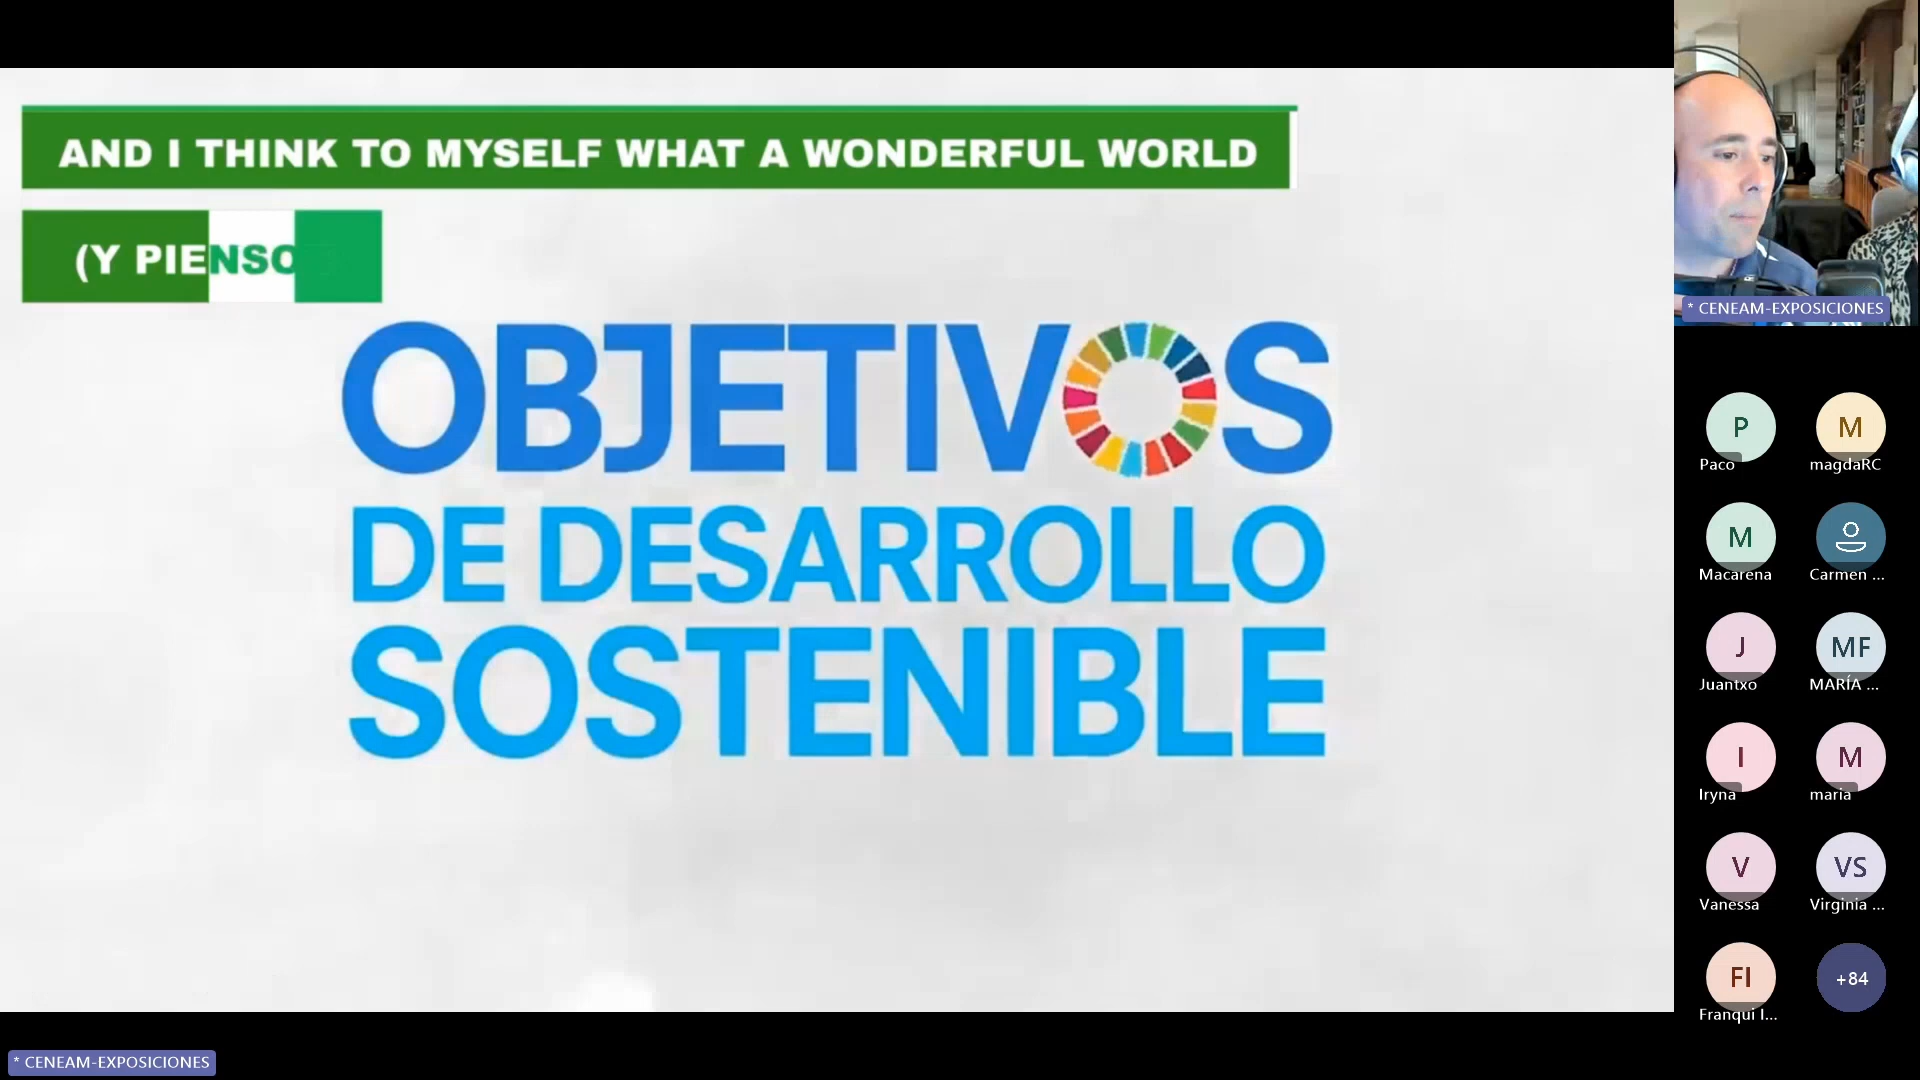 AND I THINK TO MYSELF WHAT A WONDERFUL WORLD
(Y PIENSO
OBJETIVOS
DE DESARROLLO
SOSTENIBLE
* CENEAM-EXPOSICIONES
P
Paco
M
magdaRC
M
Macarena
Carmen ...
J
Juantxo
MF
MARÍA ...
I
Iryna
M
maria
V
Vanessa
VS
Virginia ...
FI
Franqui I...
+84
* CENEAM-EXPOSICIONES